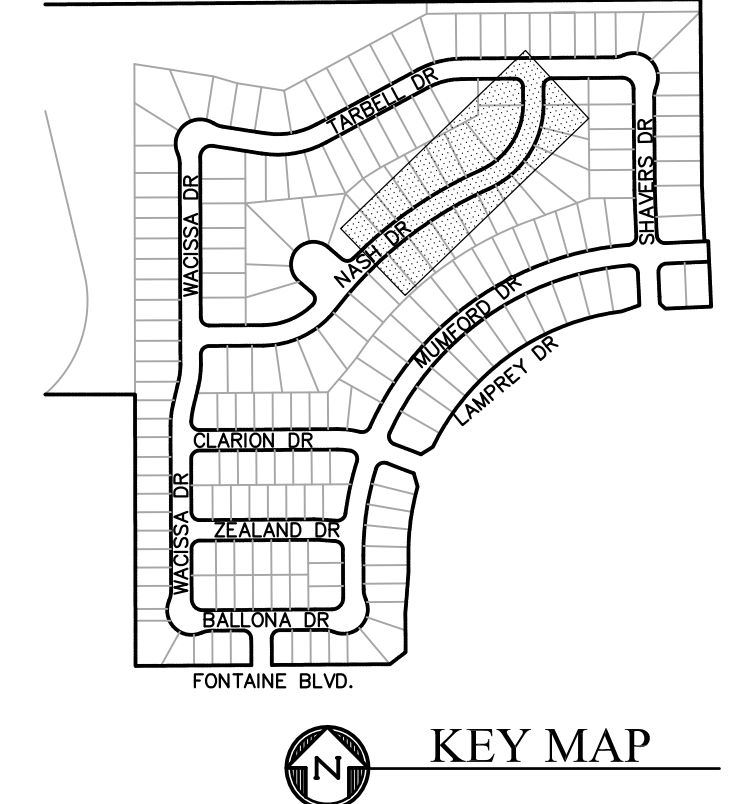 TARBELL DR
WACISSA DR
SHAVERS DR
NASH DR
MUMFORD DR
LAMPREY DR
CLARION DR
WACISSA DR
ZEALAND DR
BALLONA DR
FONTAINE BLVD.
KEY MAP
N